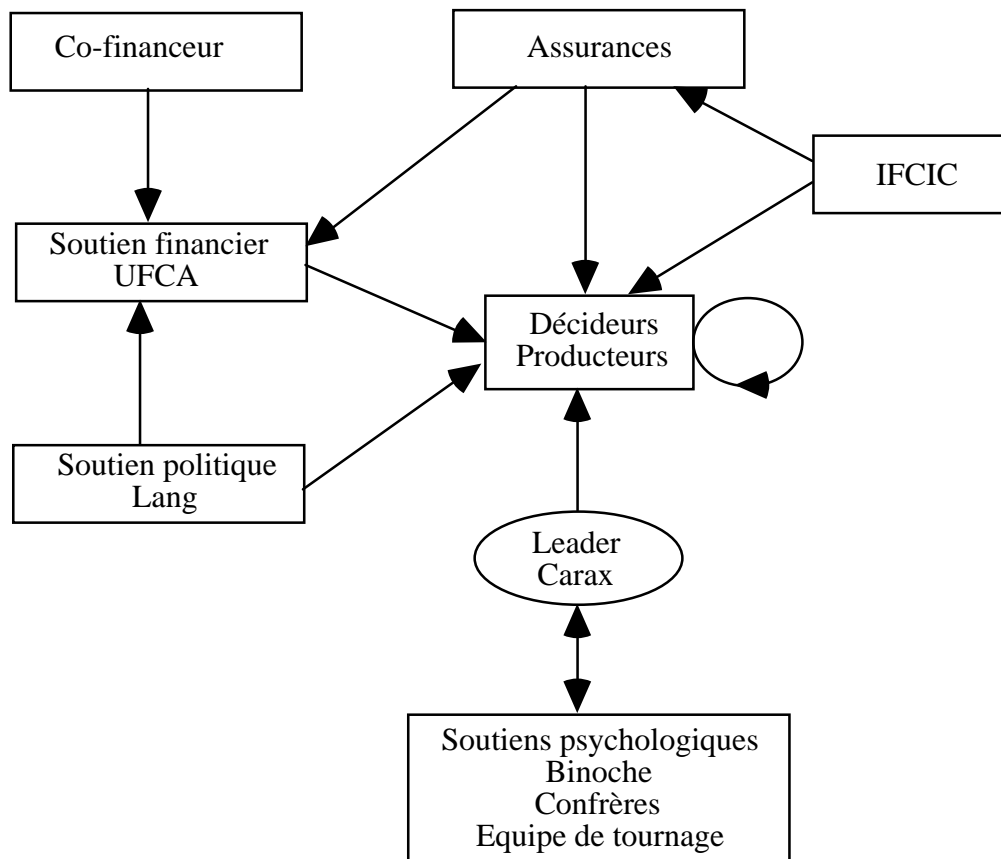 Co-financeur
Assurances
IFCIC
Soutien financier
UFCA
Décideurs
Producteurs
Soutien politique
Lang
Leader
Carax
Soutiens psychologiques
Binoche
Confrères
Equipe de tournage